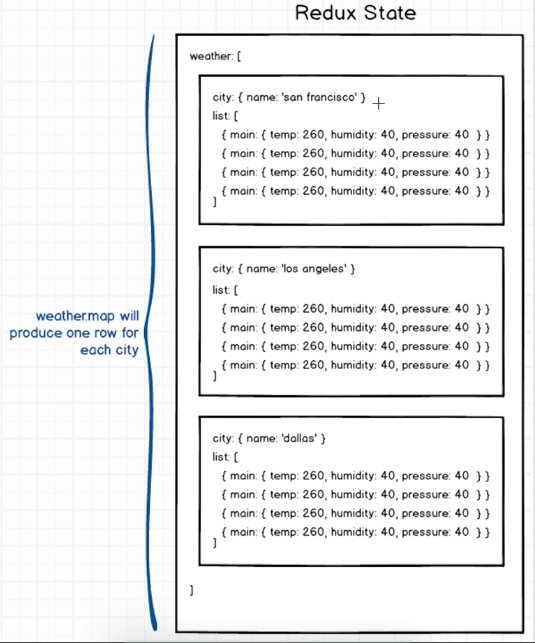 Redux State
weather: [
city: { name: 'san francisco' }
list: [
{ main: { temp: 260, humidity: 40, pressure: 40 } }
{ main: { temp: 260, humidity: 40, pressure: 40 } }
{ main: { temp: 260, humidity: 40, pressure: 40 } }
{ main: { temp: 260, humidity: 40, pressure: 40 } }
]
city: { name: 'los angeles' }
list: [
{ main: { temp: 260, humidity: 40, pressure: 40 } }
{ main: { temp: 260, humidity: 40, pressure: 40 } }
{ main: { temp: 260, humidity: 40, pressure: 40 } }
{ main: { temp: 260, humidity: 40, pressure: 40 } }
]
weather.map will
produce one row for
each city
city: { name: 'dallas' }
list: [
{ main: { temp: 260, humidity: 40, pressure: 40 } }
{ main: { temp: 260, humidity: 40, pressure: 40 } }
{ main: { temp: 260, humidity: 40, pressure: 40 } }
{ main: { temp: 260, humidity: 40, pressure: 40 } }
]
]